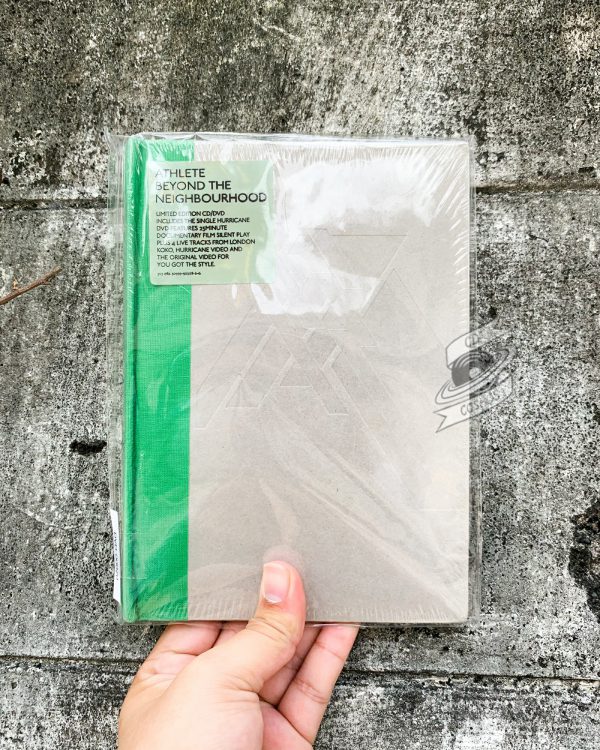 ATHLETE
BEYOND THE
NEIGHBOURHOOD
LIMITED EDITION CD/DVD
INCLUDES THE SINGLE HURRICANE
DVD FEATURES 25MINUTE
DOCUMENTARY FILM SILENT PLAY
PLUS 4 LIVE TRACKS FROM LONDON
KOKO, HURRICANE VIDEO AND
THE ORIGINAL VIDEO FOR
YOU GOT THE STYLE.